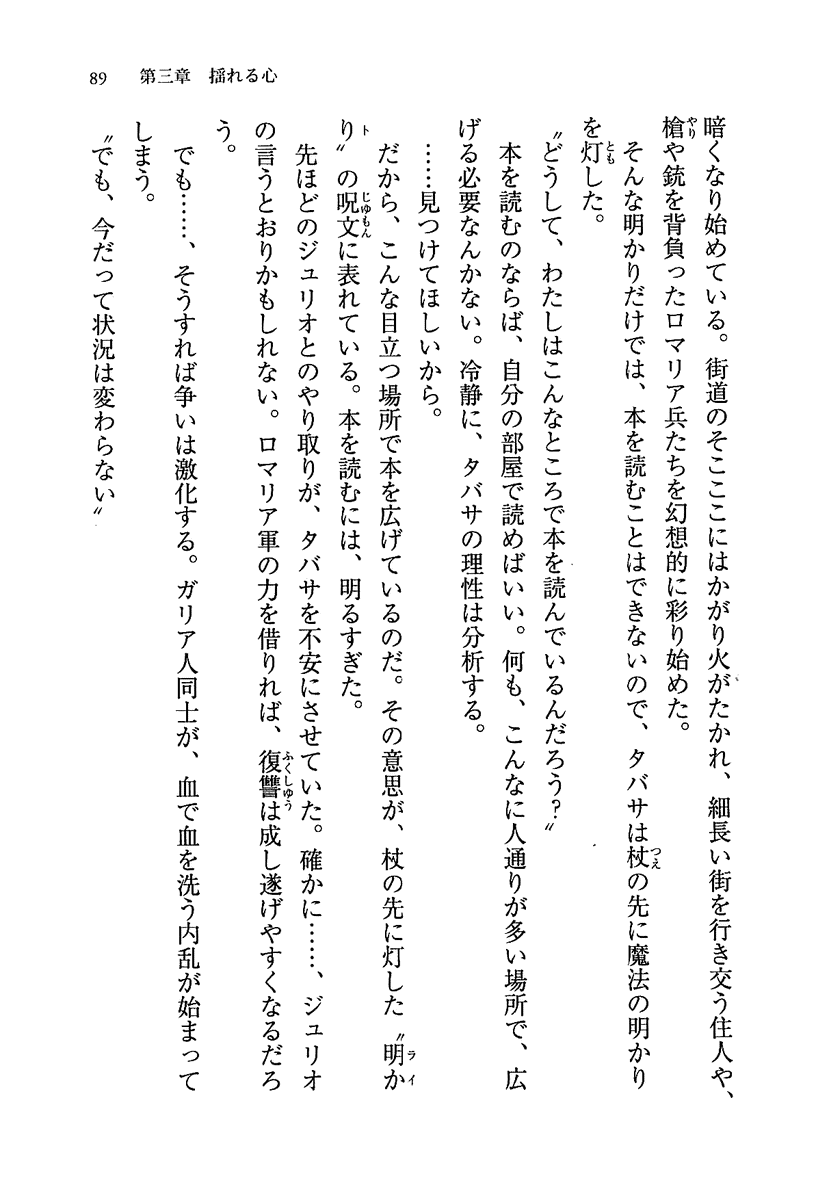 89　第三章　揺れる心
暗くなり始めている。街道のそこここにはかがり火がたかれ、細長い街を行き交う住人や、
槍や銃を背負ったロマリア兵たちを幻想的に彩り始めた。
そんな明かりだけでは、本を読むことはできないので、タバサは杖の先に魔法の明かり
を灯した。
〝どうして、わたしはこんなところで本を読んでいるんだろう？〟
本を読むのならば、自分の部屋で読めばいい。何も、こんなに人通りが多い場所で、広
げる必要なんかない。冷静に、タバサの理性は分析する。
……見つけてほしいから。
だから、こんな目立つ場所で本を広げているのだ。その意思が、杖の先に灯した〝明か
り〟の呪文に表れている。本を読むには、明るすぎた。
先ほどのジュリオとのやり取りが、タバサを不安にさせていた。確かに……、ジュリオ
の言うとおりかもしれない。ロマリア軍の力を借りれば、復讐は成し遂げやすくなるだろ
う。
でも……、そうすれば争いは激化する。ガリア人同士が、血で血を洗う内乱が始まって
しまう。
〝でも、今だって状況は変わらない〟